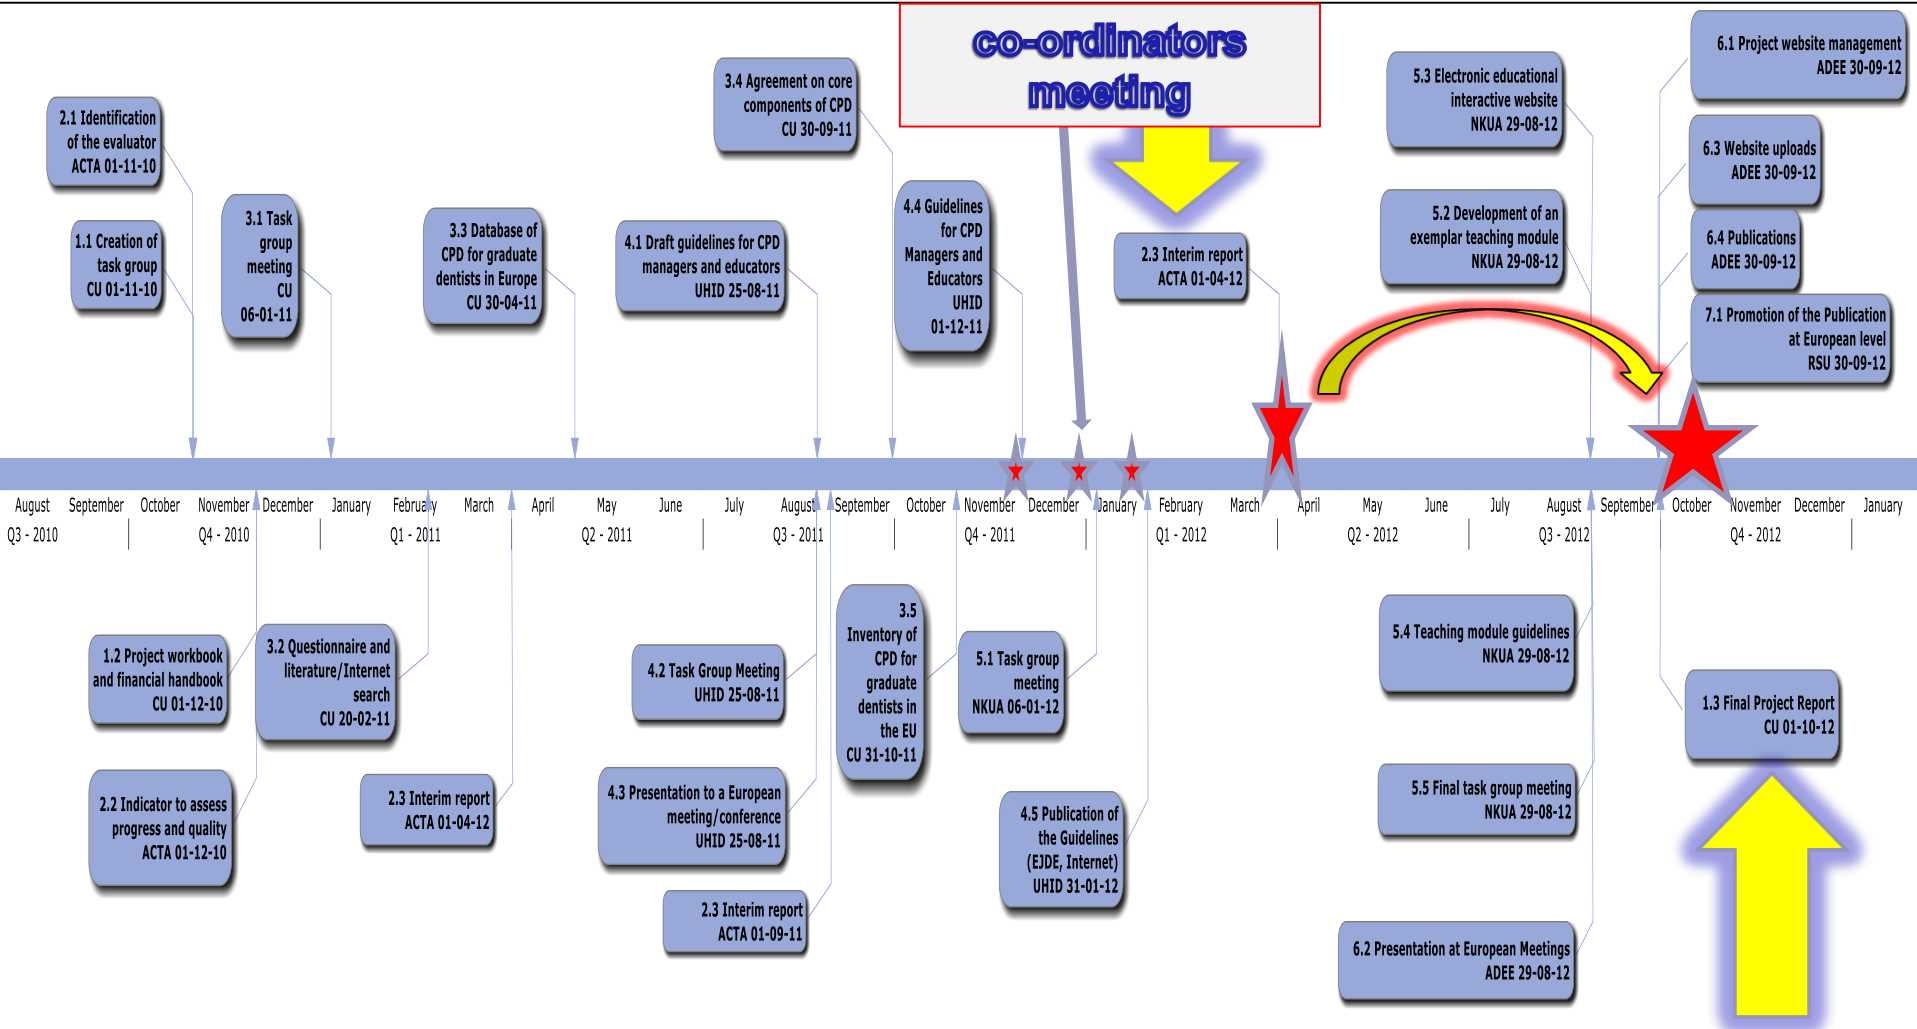 co-ordinators
meeting
2.1 Identification
of the evaluator
ACTA 01-11-10
1.1 Creation of
task group
CU 01-11-10
3.1 Task
group
meeting
CU
06-01-11
3.3 Database of
CPD for graduate
dentists in Europe
CU 30-04-11
4.1 Draft guidelines for CPD
managers and educators
UHID 25-08-11
3.4 Agreement on core
components of CPD
CU 30-09-11
4.4 Guidelines
for CPD
Managers and
Educators
UHID
01-12-11
2.3 Interim report
ACTA 01-04-12
5.3 Electronic educational
interactive website
NKUA 29-08-12
5.2 Development of an
exemplar teaching module
NKUA 29-08-12
6.1 Project website management
ADEE 30-09-12
6.3 Website uploads
ADEE 30-09-12
6.4 Publications
ADEE 30-09-12
7.1 Promotion of the Publication
at European level
RSU 30-09-12
August September October November December January February March April May June July August September October November December January February March April May June July August September October November December January
Q3 - 2010 Q4 - 2010 Q1 - 2011 Q2 - 2011 Q3 - 2011 Q4 - 2011 Q1 - 2012 Q2 - 2012 Q3 - 2012 Q4 - 2012
1.2 Project workbook
and financial handbook
CU 01-12-10
2.2 Indicator to assess
progress and quality
ACTA 01-12-10
3.2 Questionnaire and
literature/Internet
search
CU 20-02-11
2.3 Interim report
ACTA 01-04-12
4.2 Task Group Meeting
UHID 25-08-11
4.3 Presentation to a European
meeting/conference
UHID 25-08-11
2.3 Interim report
ACTA 01-09-11
3.5
Inventory of
CPD for
graduate
dentists in
the EU
CU 31-10-11
5.1 Task group
meeting
NKUA 06-01-12
4.5 Publication of
the Guidelines
(EJDE, Internet)
UHID 31-01-12
5.4 Teaching module guidelines
NKUA 29-08-12
5.5 Final task group meeting
NKUA 29-08-12
6.2 Presentation at European Meetings
ADEE 29-08-12
1.3 Final Project Report
CU 01-10-12